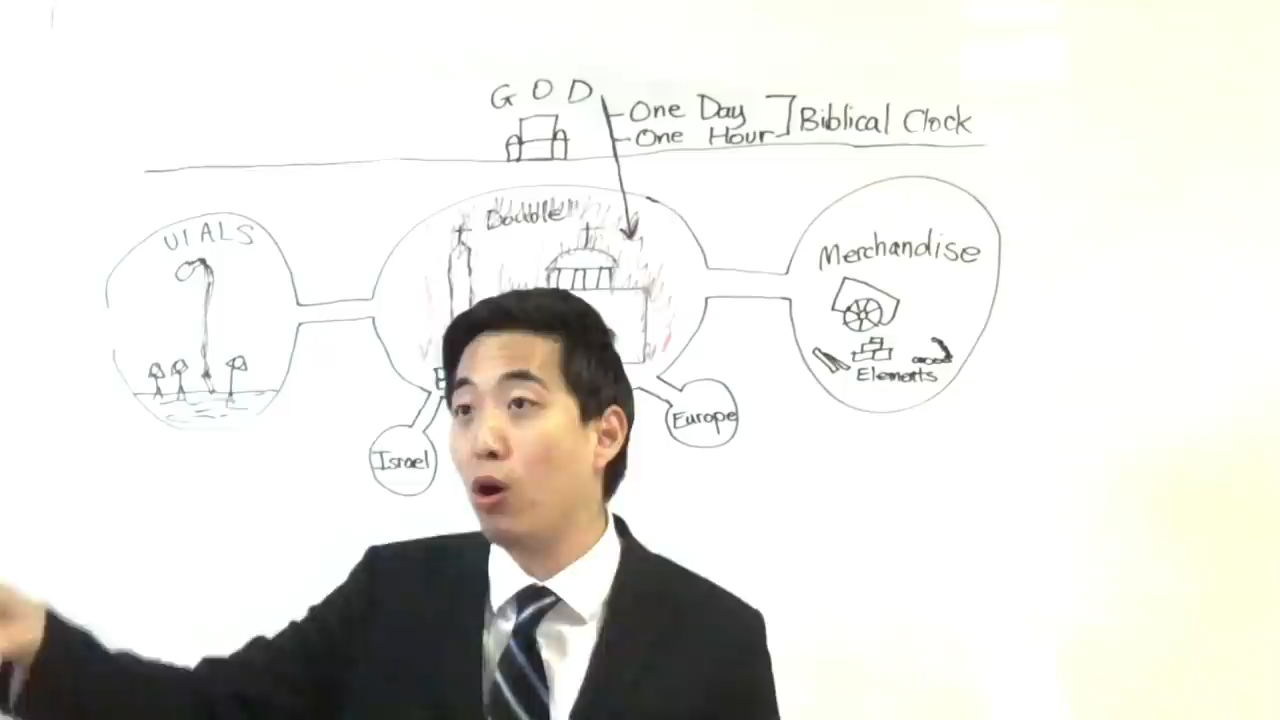 GOD
One Day
One Hour
Biblical Clock
VIALS
Double
Merchandise
Elements
Europe
Israel